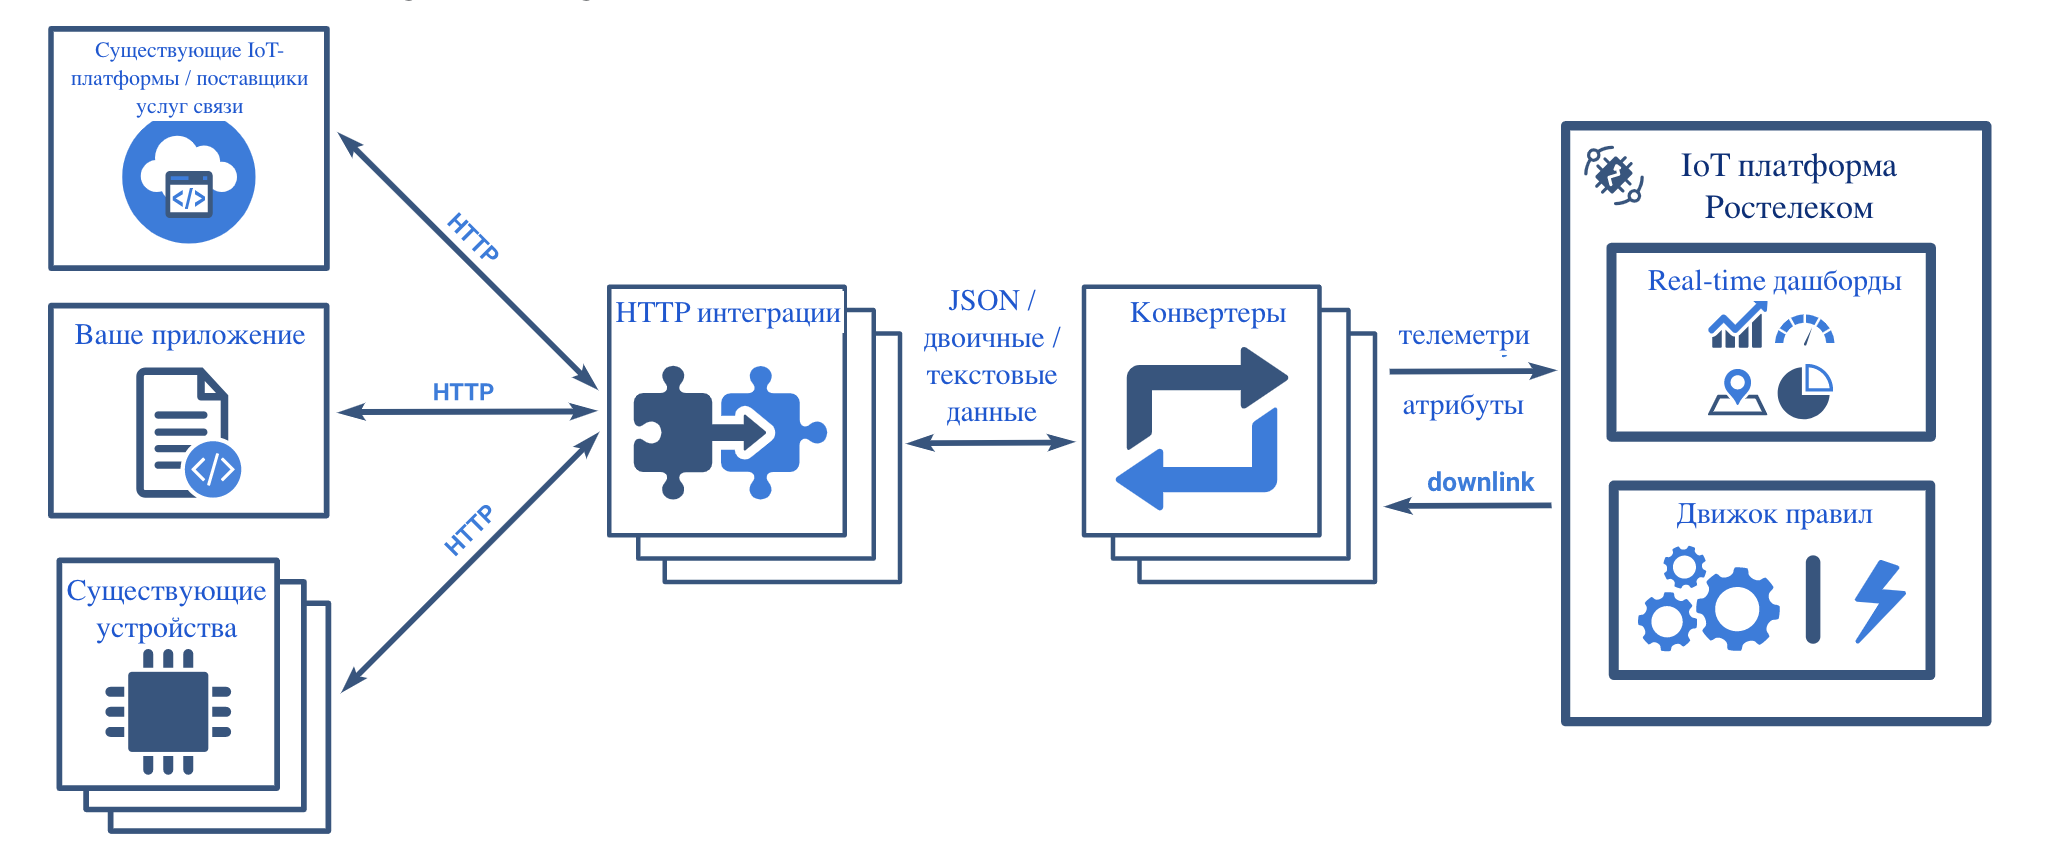 Существующие IoT-
платформы / поставщики
услуг связи
</>
Ваше приложение
</>
Существующие
устройства
HTTP
HTTP
HTTP
HTTP интеграции
JSON /
двоичные /
текстовые
данные
Конвертеры
телеметри
атрибуты
downlink
IoT платформа
Ростелеком
Real-time дашборды
Движок правил